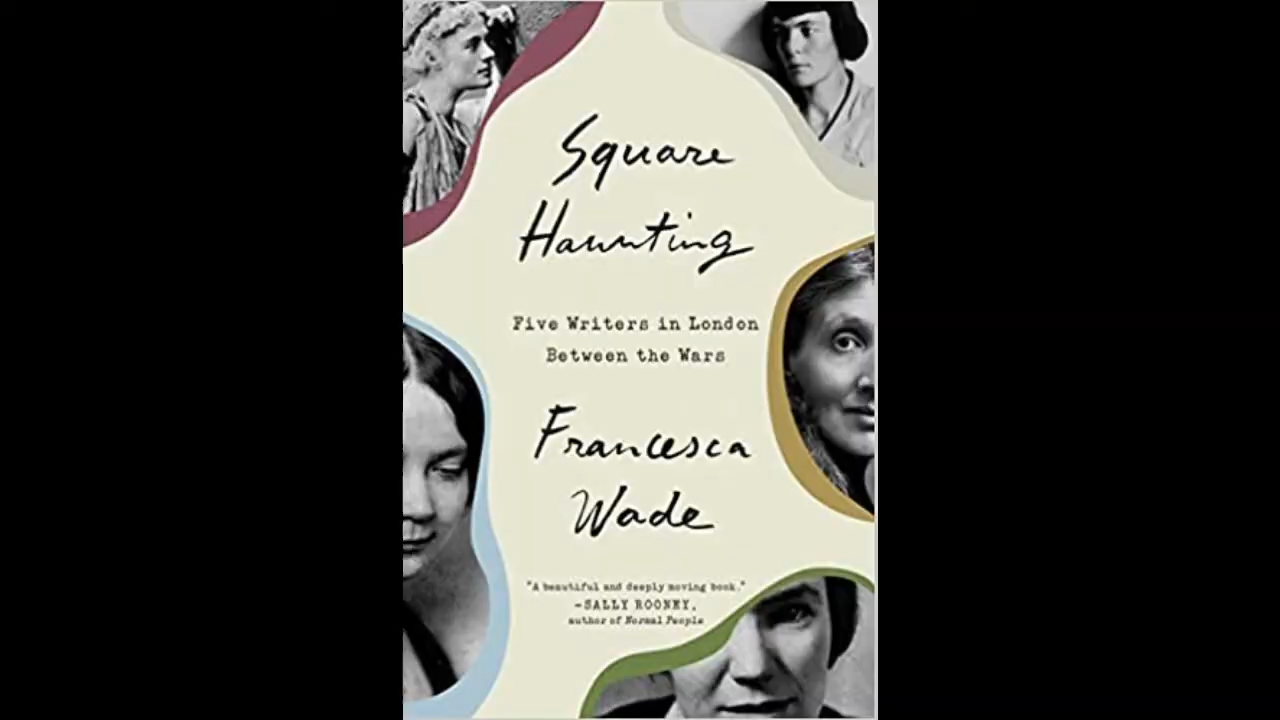 Square
Haunting
Five Writers in London
Between the Wars
Francesca
Wade
"A beautiful and deeply moving book."
—SALLY ROONEY,
author of Normal People